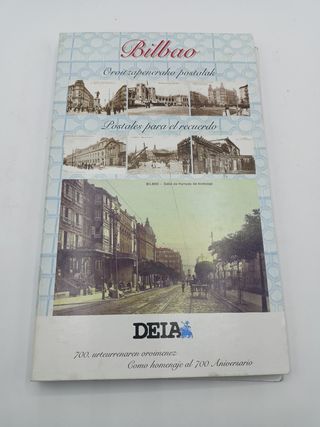 Bilbao
Oroitzapenerako postalak
Postales para el recuerdo
DEIA
700. urteurrenaren oroimenez
Como homenaje al 700 Aniversario